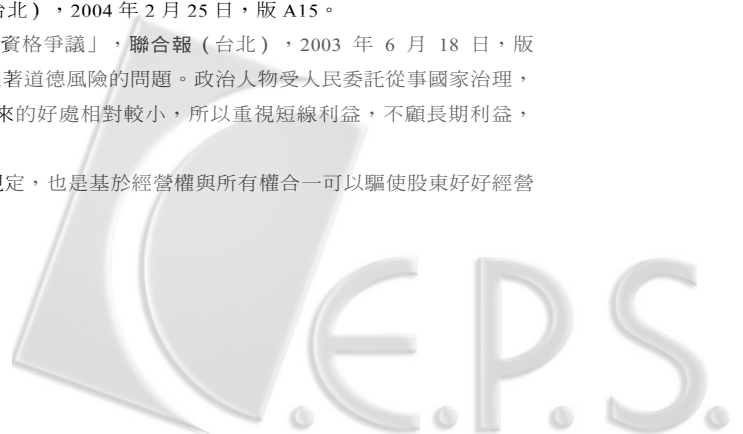 台北），2004 年 2 月 25 日，版 A15。
資格爭議」，聯合報（台北），2003 年 6 月 18 日，版
著道德風險的問題。政治人物受人民委託從事國家治理，
來的好處相對較小，所以重視短線利益，不顧長期利益，
規定，也是基於經營權與所有權合一可以驅使股東好好經營
C.E.P.S.